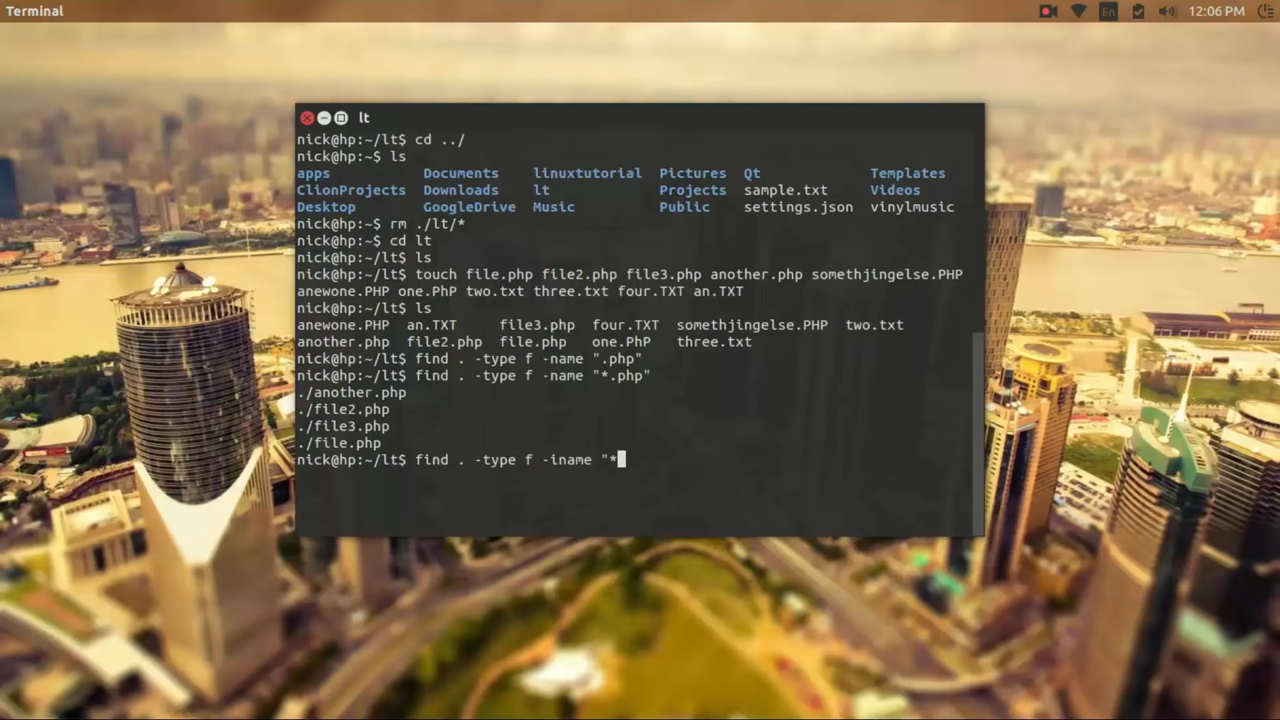 Terminal
En
12:06 PM
lt
nick@hp:~/lt$ cd ../
nick@hp:~$ ls
apps Documents linuxtutorial Pictures Qt Templates
ClionProjects Downloads lt Projects sample.txt Videos
Desktop GoogleDrive Music Public settings.json vinylmusic
nick@hp:~$ rm ./lt/*
nick@hp:~$ cd lt
nick@hp:~/lt$ ls
nick@hp:~/lt$ touch file.php file2.php file3.php another.php somethjingelse.PHP
anewone.PHP one.PhP two.txt three.txt four.TXT an.TXT
nick@hp:~/lt$ ls
anewone.PHP an.TXT file3.php four.TXT somethjingelse.PHP two.txt
another.php file2.php file.php one.PhP three.txt
nick@hp:~/lt$ find . -type f -name ".php"
nick@hp:~/lt$ find . -type f -name "*.php"
./another.php
./file2.php
./file3.php
./file.php
nick@hp:~/lt$ find . -type f -iname "*